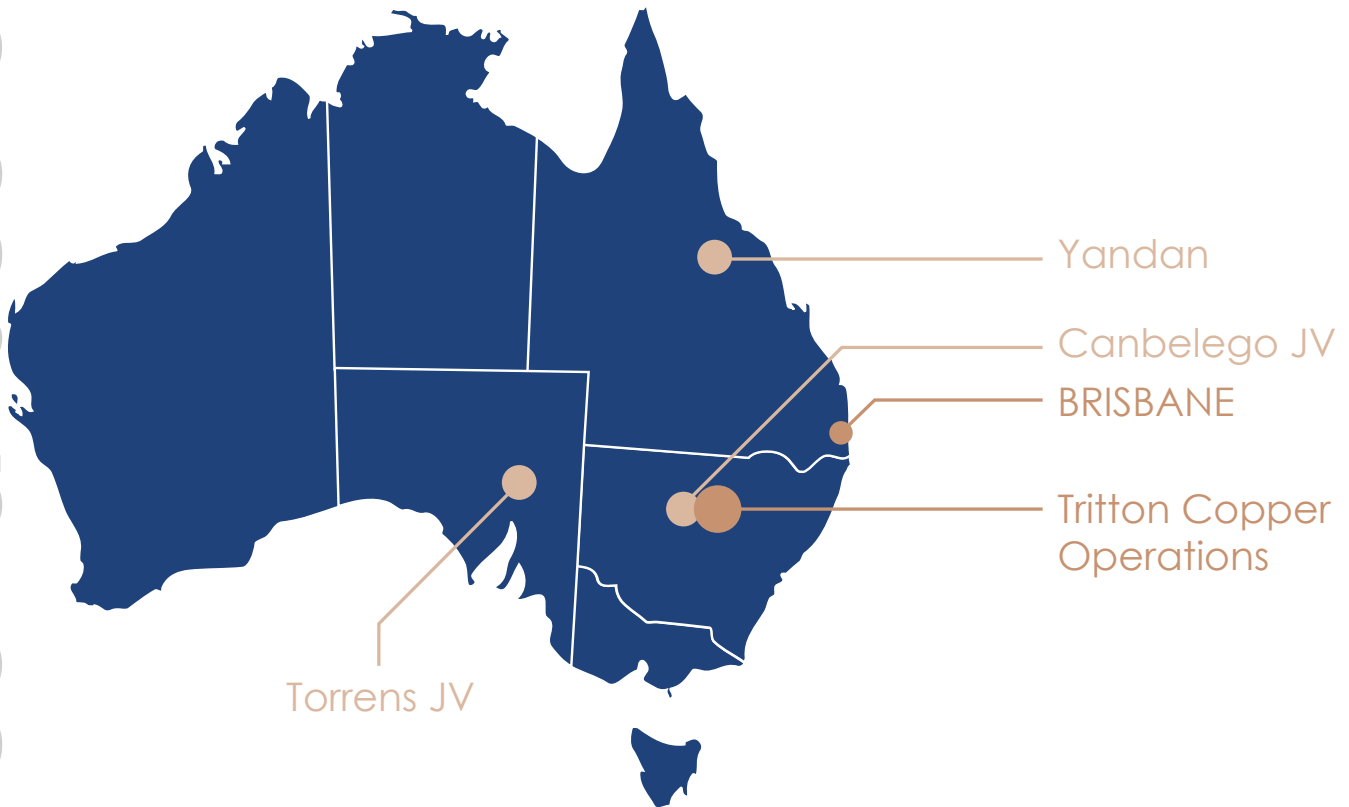 Yandan
Canbelego JV
BRISBANE
Tritton Copper
Operations
Torrens JV